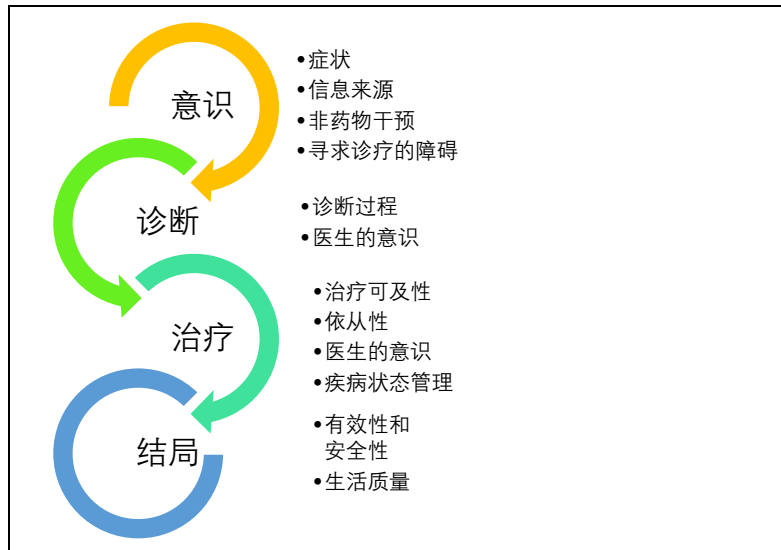 意识
•症状
•信息来源
•非药物干预
•寻求诊疗的障碍
诊断
•诊断过程
•医生的意识
治疗
•治疗可及性
•依从性
•医生的意识
•疾病状态管理
结局
•有效性和
安全性
•生活质量